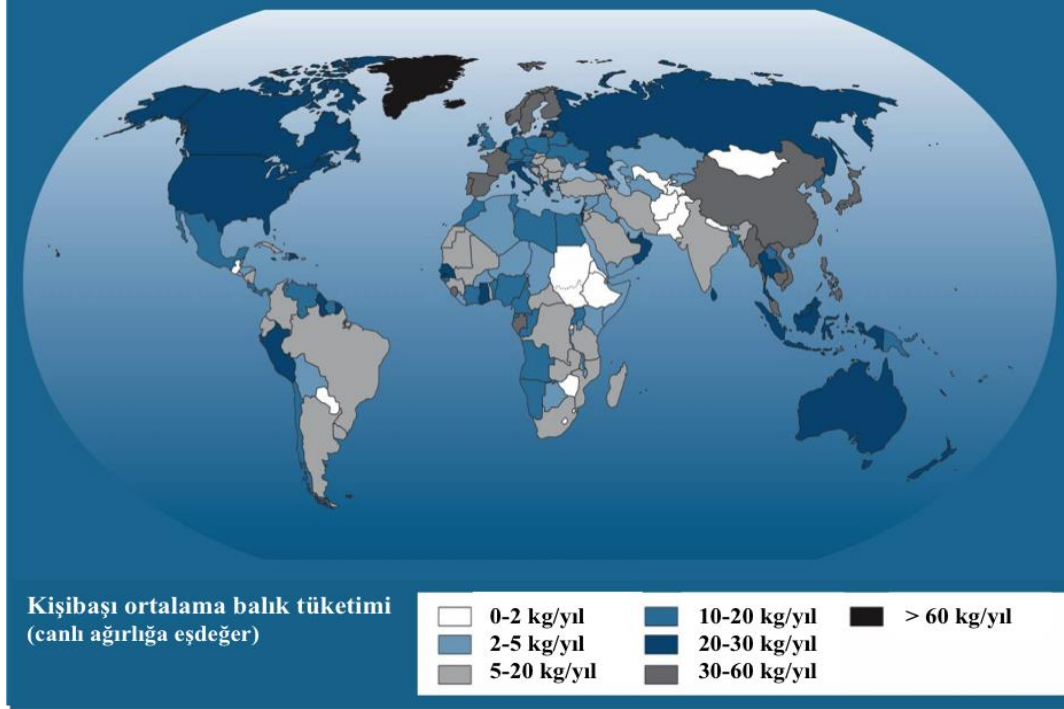 Kişibaşı ortalama balık tüketimi
(canlı ağırlığa eşdeğer)
0-2 kg/yıl
2-5 kg/yıl
5-20 kg/yıl
10-20 kg/yıl
20-30 kg/yıl
30-60 kg/yıl
> 60 kg/yıl